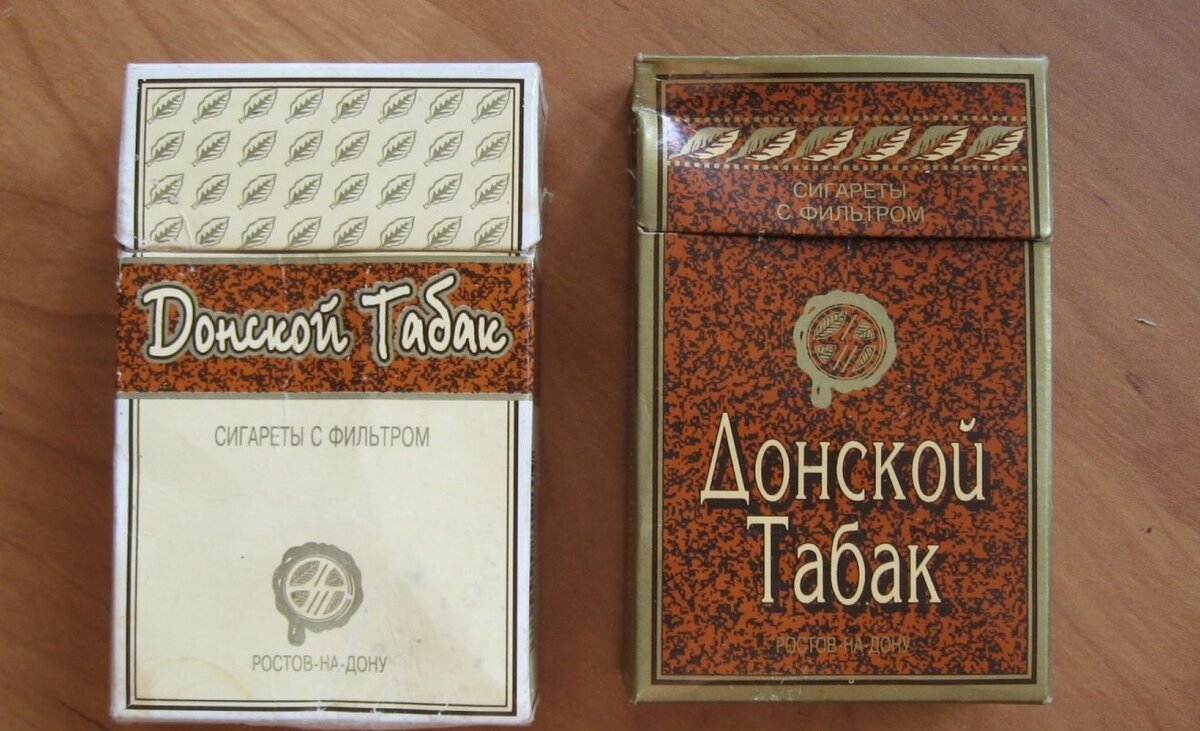 Донской Табак
СИГАРЕТЫ С ФИЛЬТРОМ
РОСТОВ-НА-ДОНУ
СИГАРЕТЫ
С ФИЛЬТРОМ
Донской
Табак
РОСТОВ-НА-ДОНУ